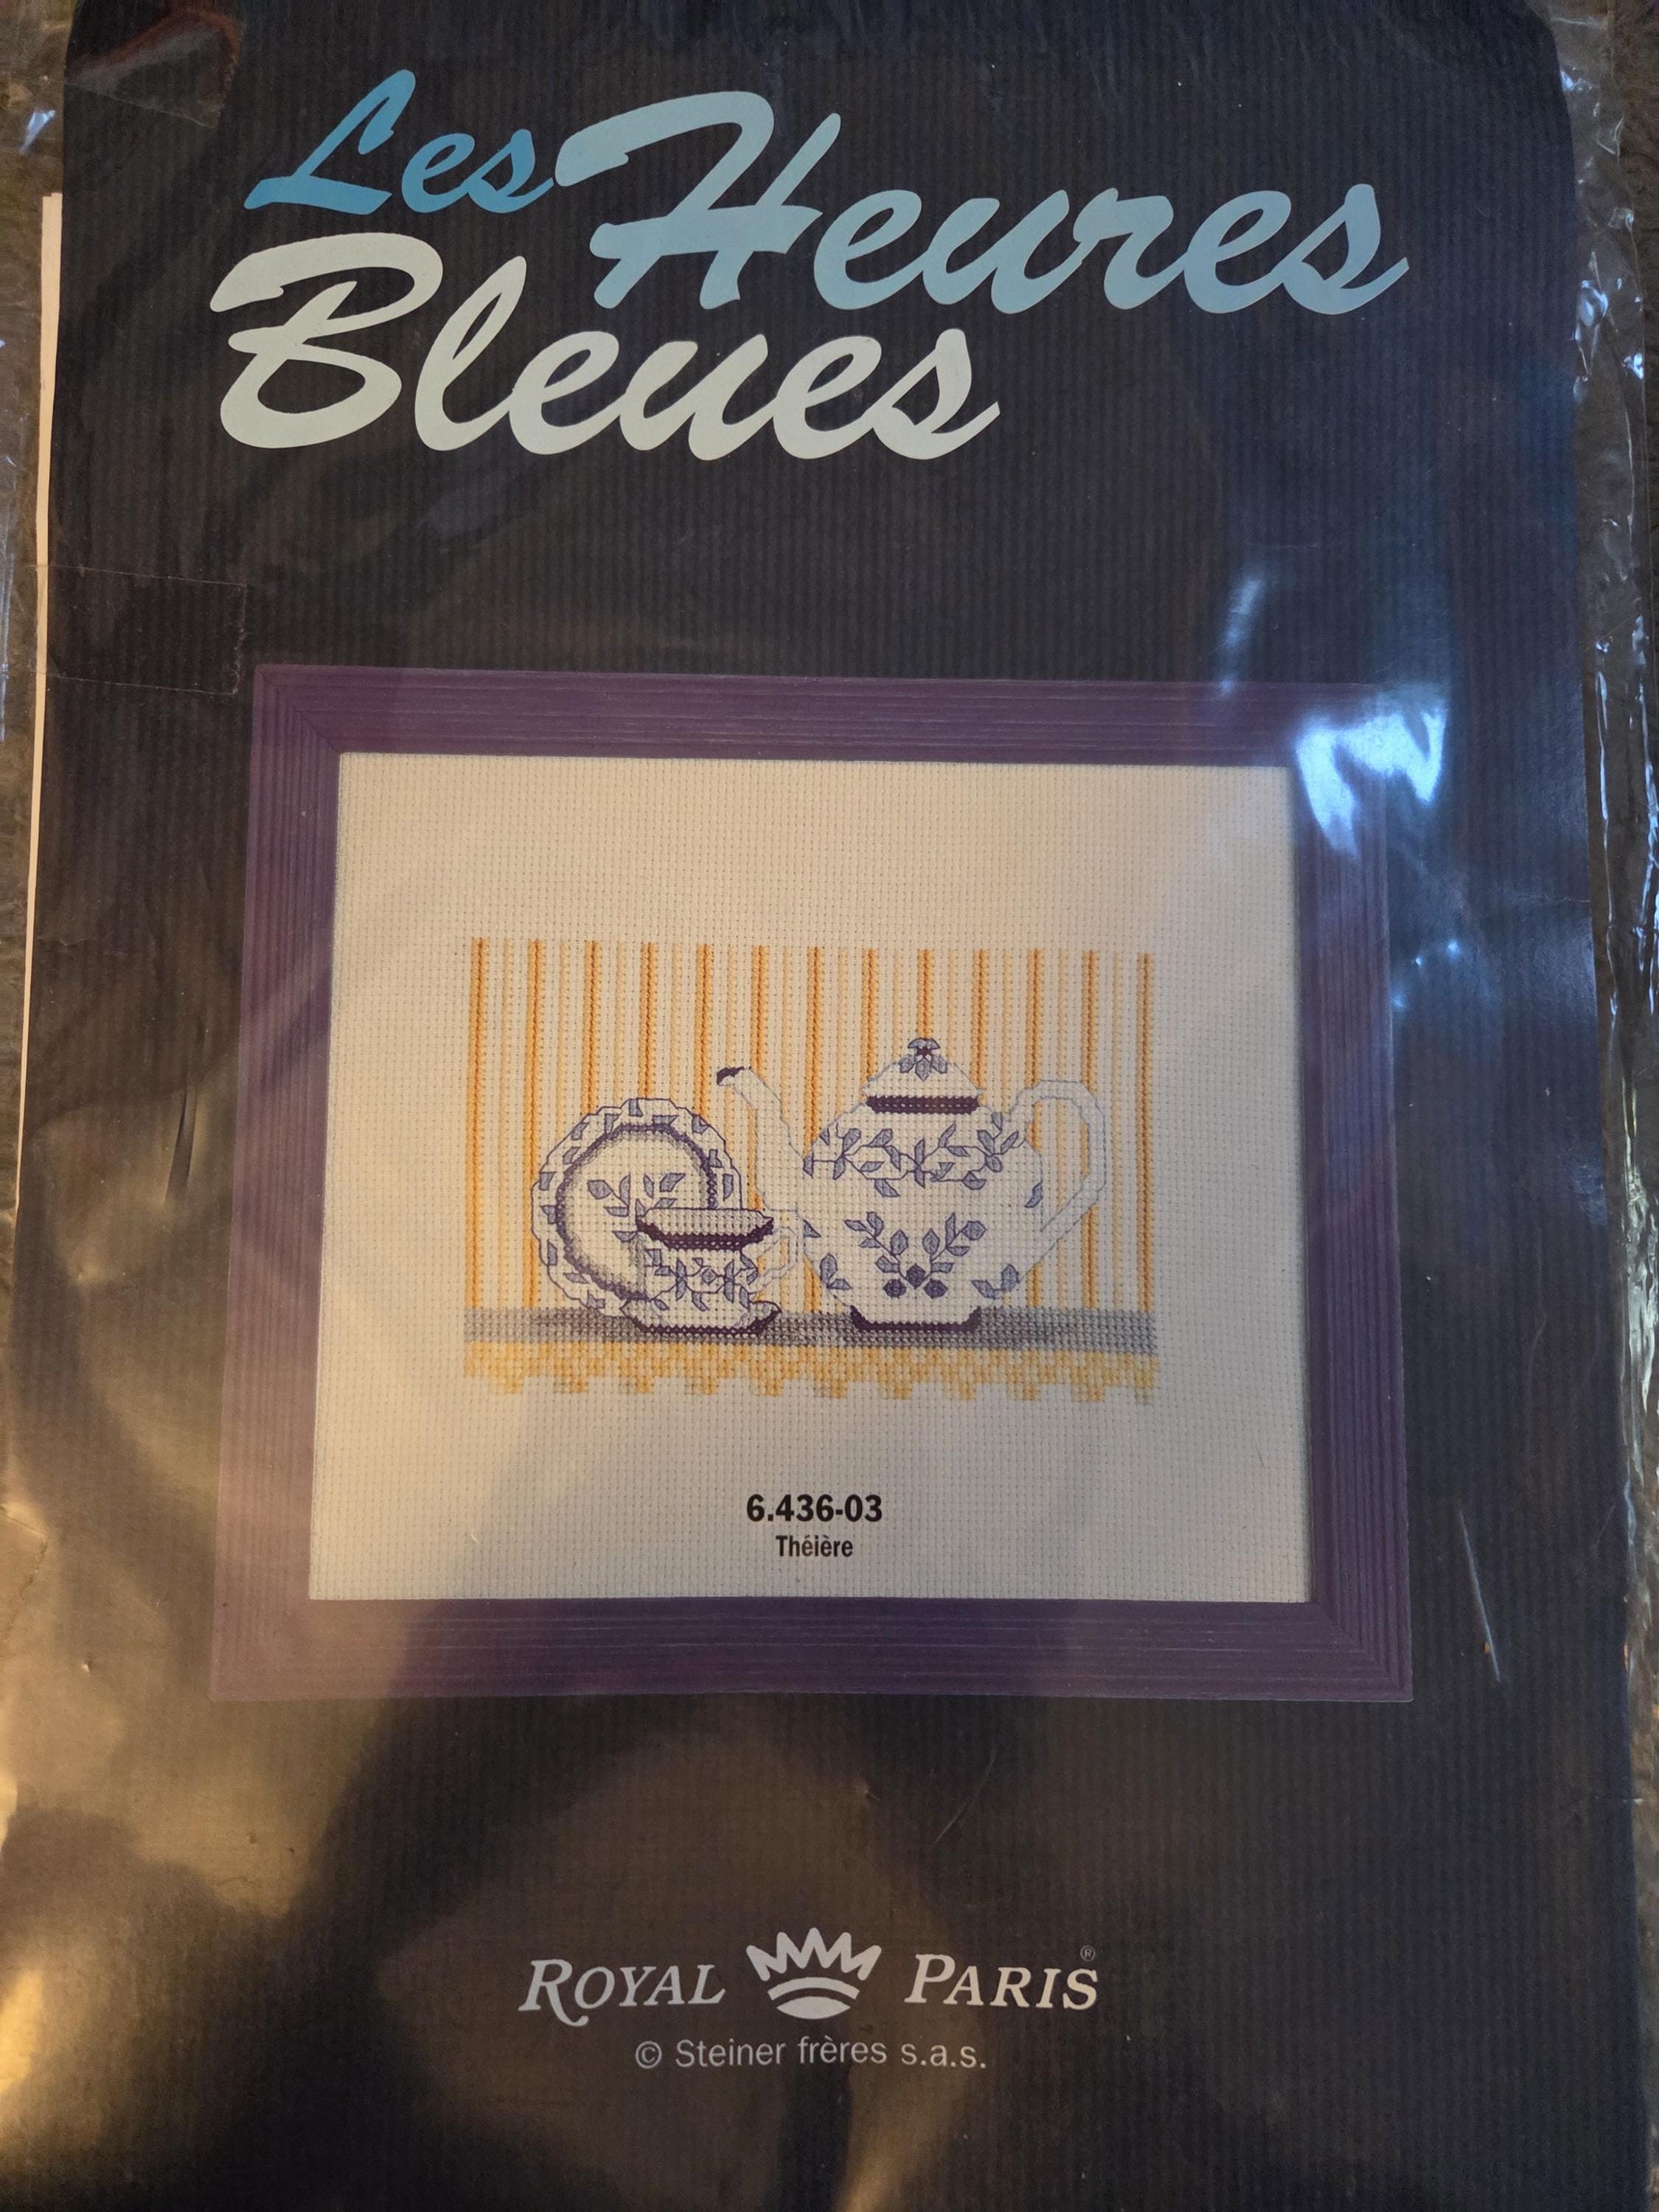 Les Heures
Bleues
6.436-03
Théière
ROYAL PARIS®
© Steiner frères s.a.s.